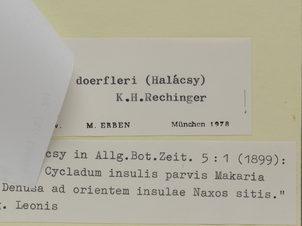 doerfleri (Halácsy)
K.H.Rechinger
M. ERBEN München 1978
csy in Allg.Bot.Zeit. 5:1 (1899):
Cycladum insulis parvis Makaria
Denusa ad orientem insulae Naxos sitis."
. Leonis